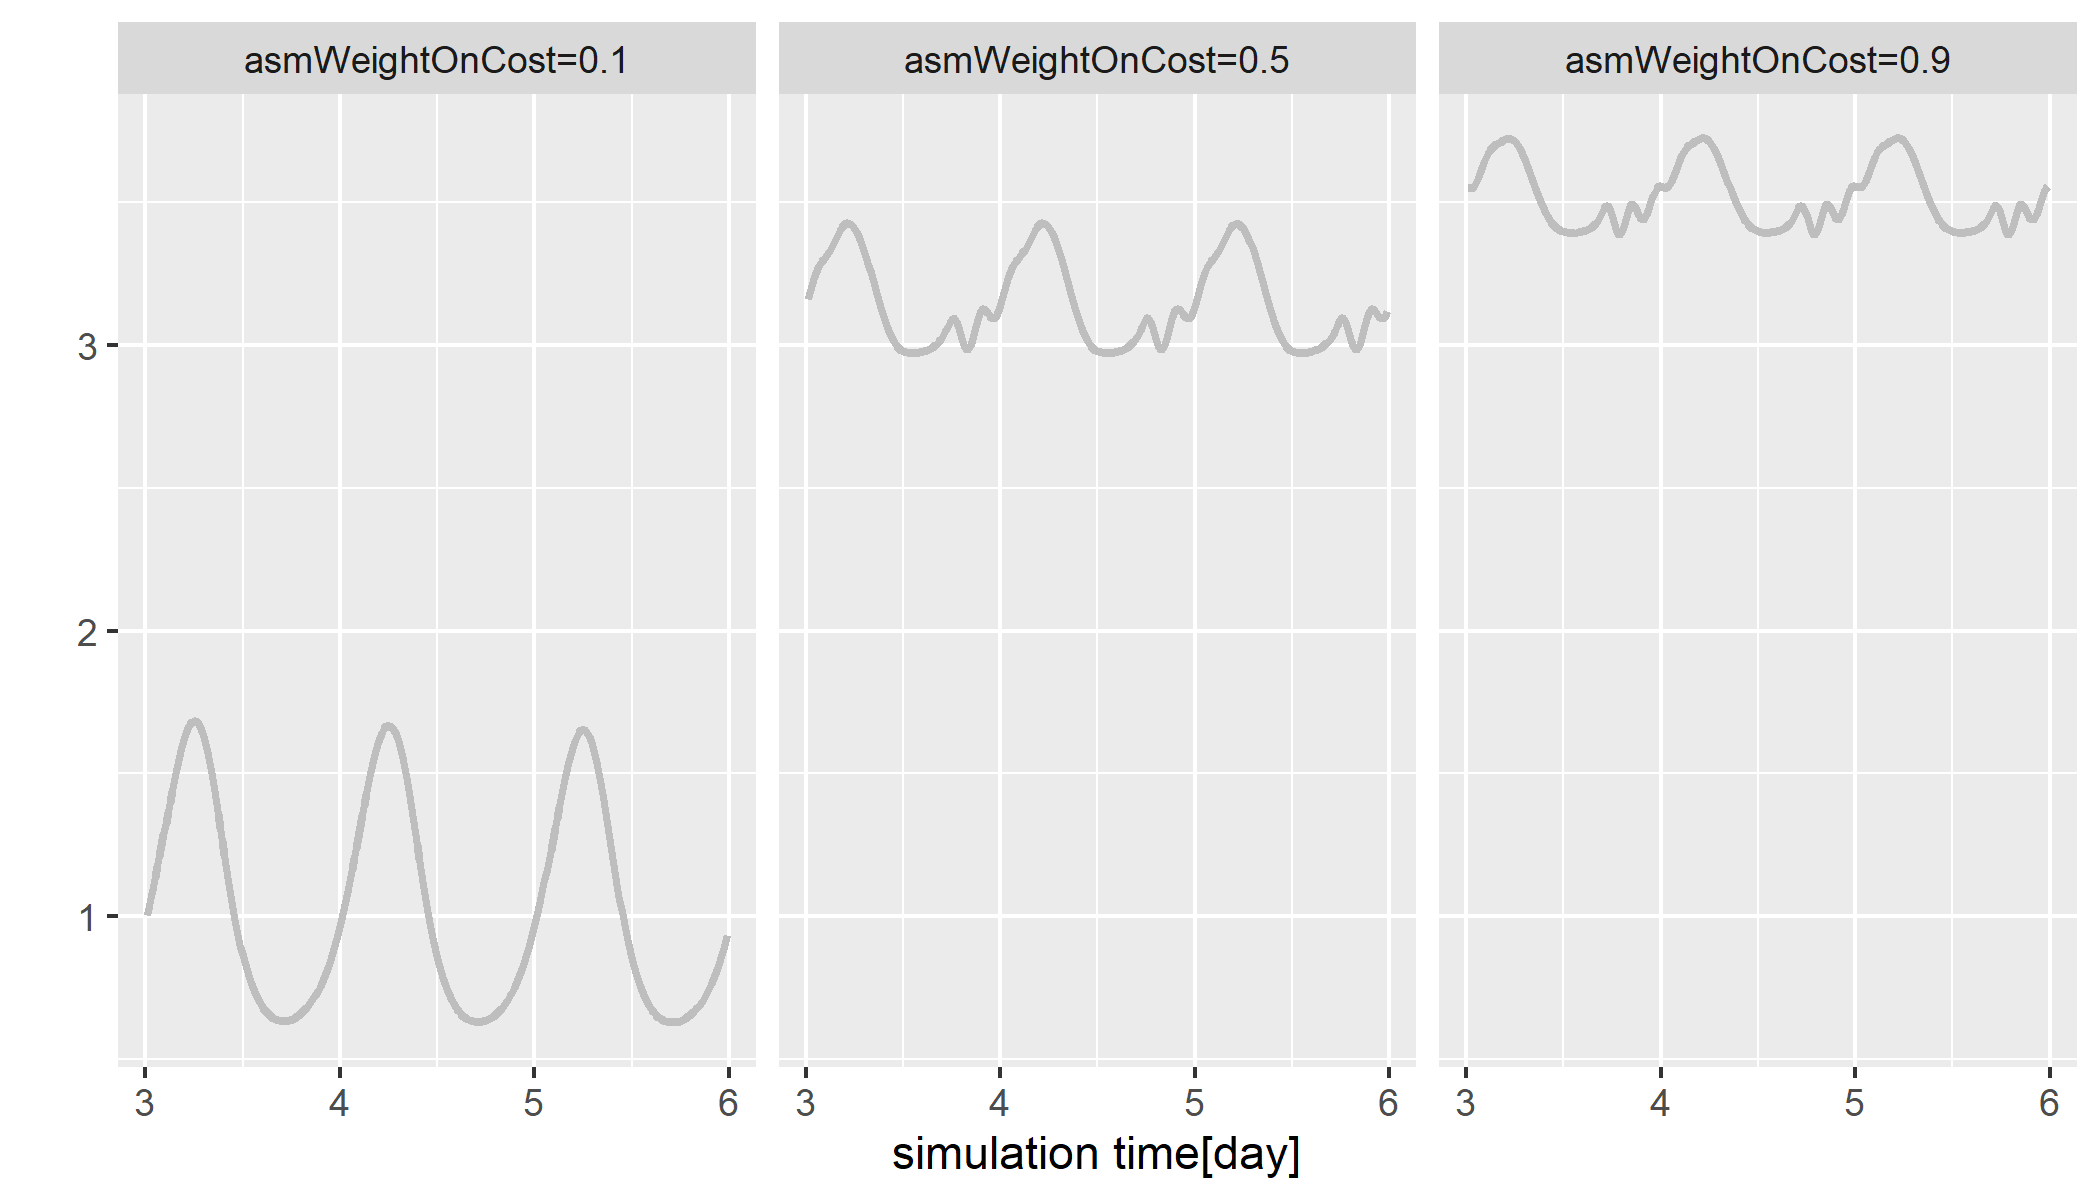 asmWeightOnCost=0.1 asmWeightOnCost=0.5 asmWeightOnCost=0.9
3
2
1
3 4 5 6 3 4 5 6 3 4 5 6
simulation time[day]